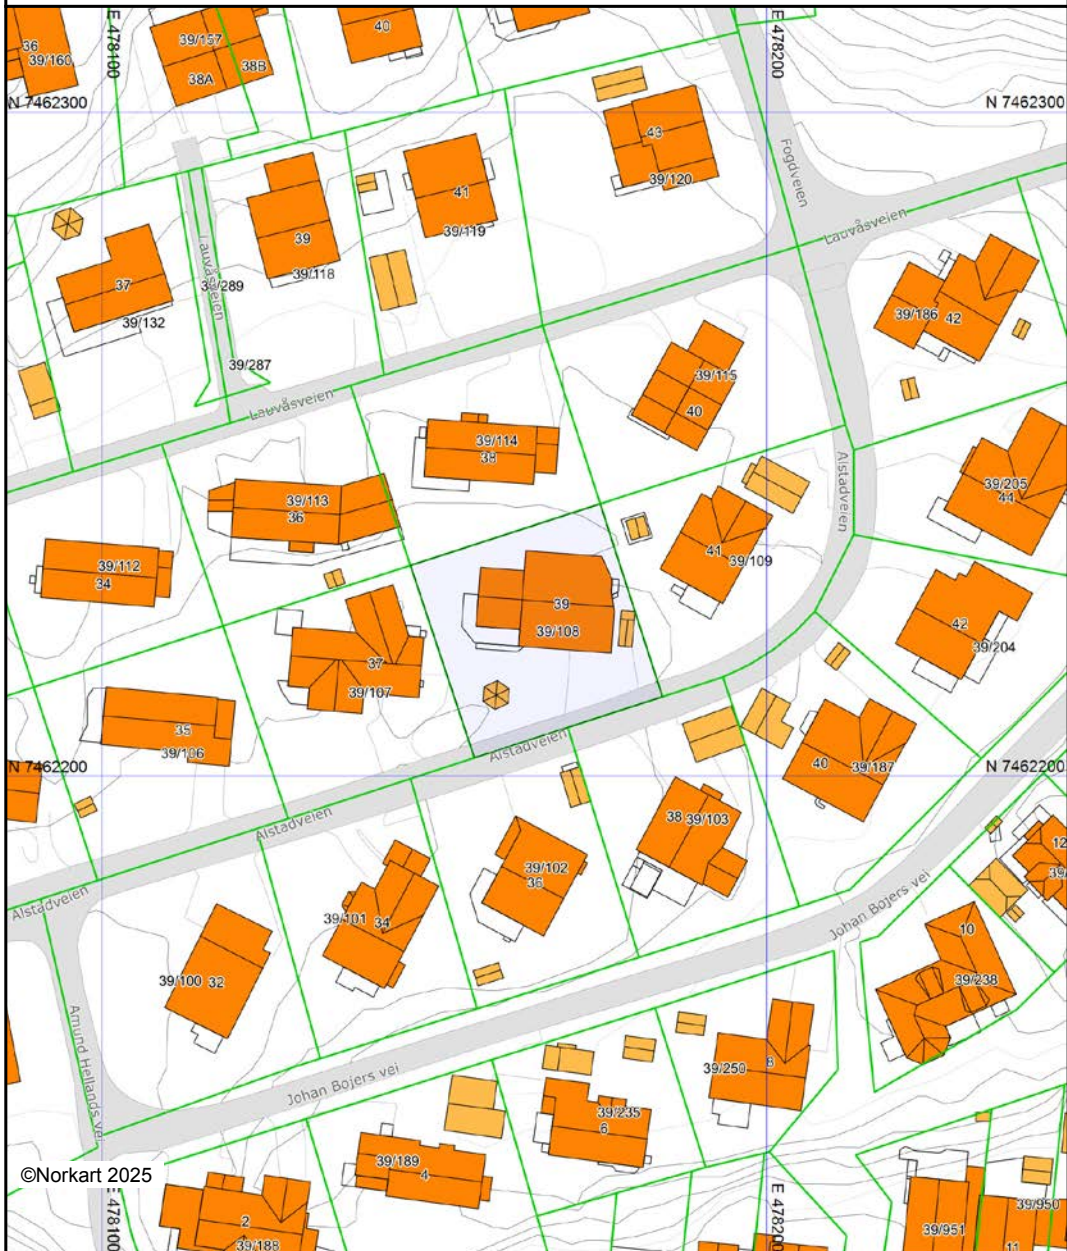 E 478100
E 478200
36
39/160
39/157
38A
38B
40
N 7462300
N 7462300
43
39/120
Fogdveien
Lauvåsveien
41
39/119
39
39/118
37
39/132
Lauvåsveien
39/287
Lauvåsveien
39/186
42
39/115
40
39/114
38
39/113
36
39/112
34
Alstadveien
39/205
44
41
39/109
39
39/108
42
39/204
37
39/107
35
39/106
Alstadveien
40
39/187
N 7462200
N 7462200
38
39/103
Alstadveien
39/102
36
39/101
34
Alstadveien
39/100
32
Johan Bojers vei
10
39/238
Amund Hellands vei
Johan Bojers vei
39/250
8
39/235
6
39/189
4
©Norkart 2025
2
39/188
39/951
39/950
11
E 478100
E 478200